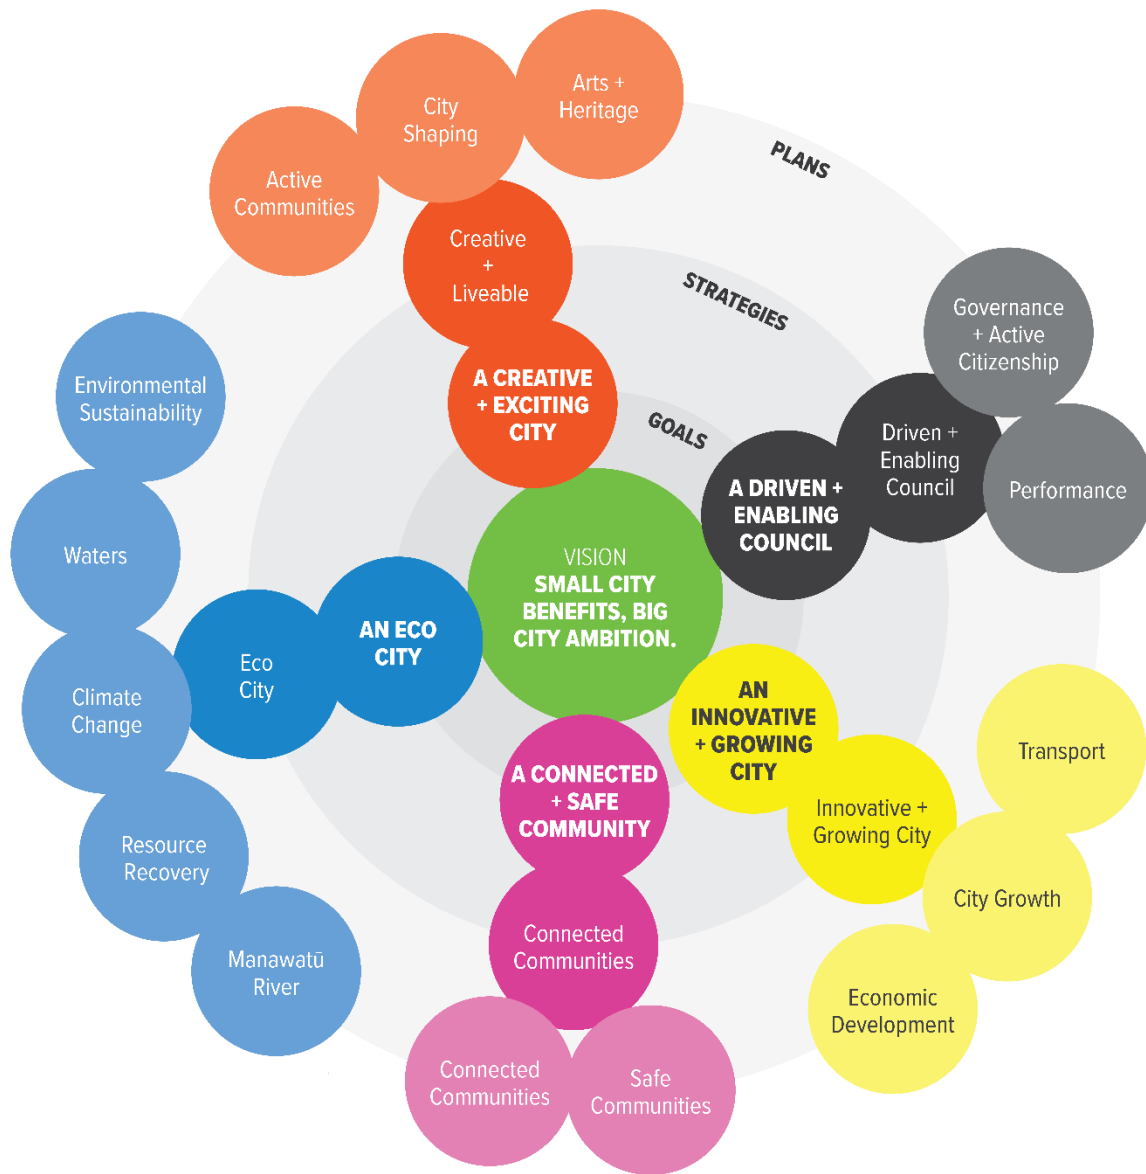 Arts +
Heritage
City
Shaping
Active
Communities
PLANS
Creative
+
Liveable
STRATEGIES
Governance
+ Active
Citizenship
A CREATIVE
+ EXCITING
CITY
GOALS
Driven +
Enabling
Council
Performance
A DRIVEN +
ENABLING
COUNCIL
Environmental
Sustainability
Waters
VISION
SMALL CITY
BENEFITS, BIG
CITY AMBITION.
AN ECO
CITY
Eco
City
Climate
Change
AN
INNOVATIVE
+ GROWING
CITY
Transport
A CONNECTED
+ SAFE
COMMUNITY
Innovative +
Growing City
Resource
Recovery
City Growth
Connected
Communities
Manawatū
River
Economic
Development
Connected
Communities
Safe
Communities